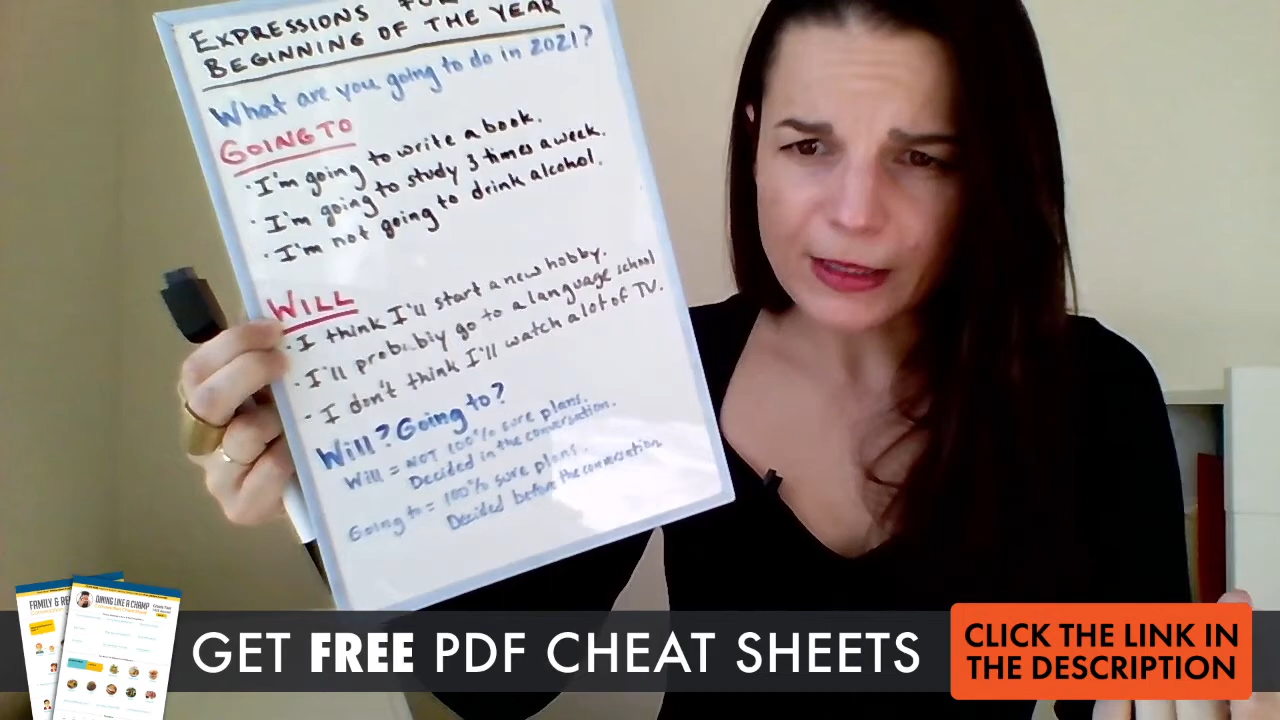 EXPRESSIONS FOR
BEGINNING OF THE YEAR
What are you going to do in 2021?
GOING TO
· I'm going to write a book.
· I'm going to study 3 times a week.
· I'm not going to drink alcohol.
WILL
· I think I'll start a new hobby.
· I'll probably go to a language school
- I don't think I'll watch a lot of TV.
Will? Going to?
Will = NOT 100% sure plans.
Decided in the conversation.
Going to = 100% sure plans.
Decided before the conversation
FAMILY & RE
DINING LIKE A CHAMP
GET FREE PDF CHEAT SHEETS
CLICK THE LINK IN
THE DESCRIPTION